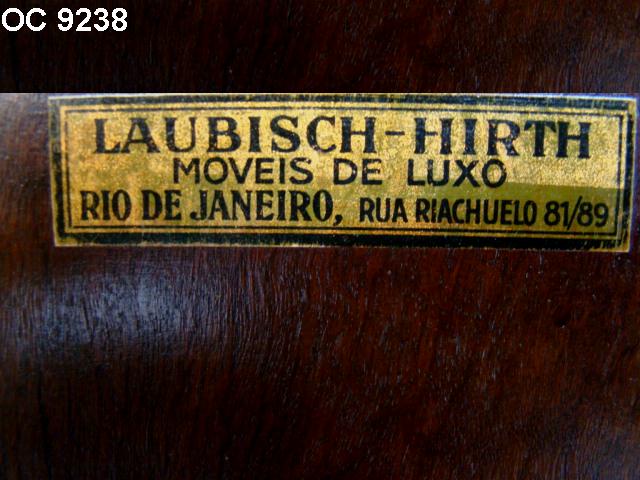 OC 9238
LAUBISCH-HIRTH
MOVEIS DE LUXO
RIO DE JANEIRO, RUA RIACHUELO 81/89